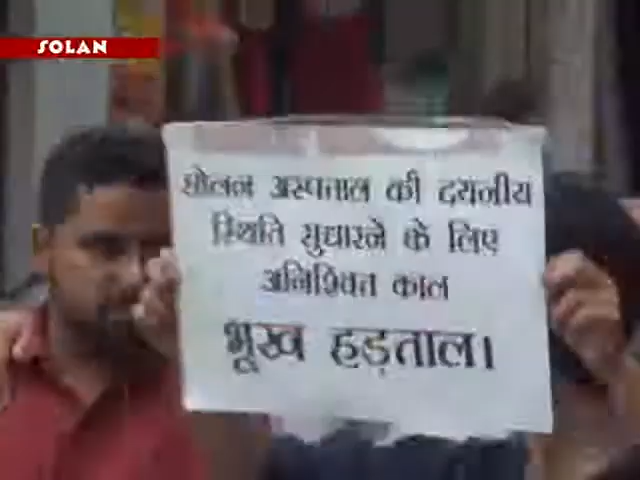 SOLAN
सोलन अस्पताल की दयनीय
स्थिति सुधारने के लिए
अनिश्चित काल
भूख हड़ताल।